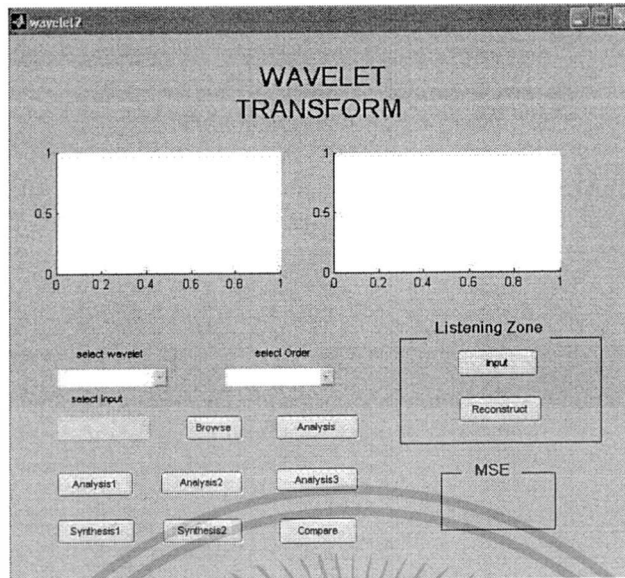 wavelet2
WAVELET
TRANSFORM
1
0.5
0
0 0.2 0.4 0.6 0.8 1
1
0.5
0
0 0.2 0.4 0.6 0.8 1
select wavelet
select Order
select Input
Browse
Analysis
Analysis1
Analysis2
Analysis3
Synthesis1
Synthesis2
Compare
Listening Zone
Input
Reconstruct
MSE